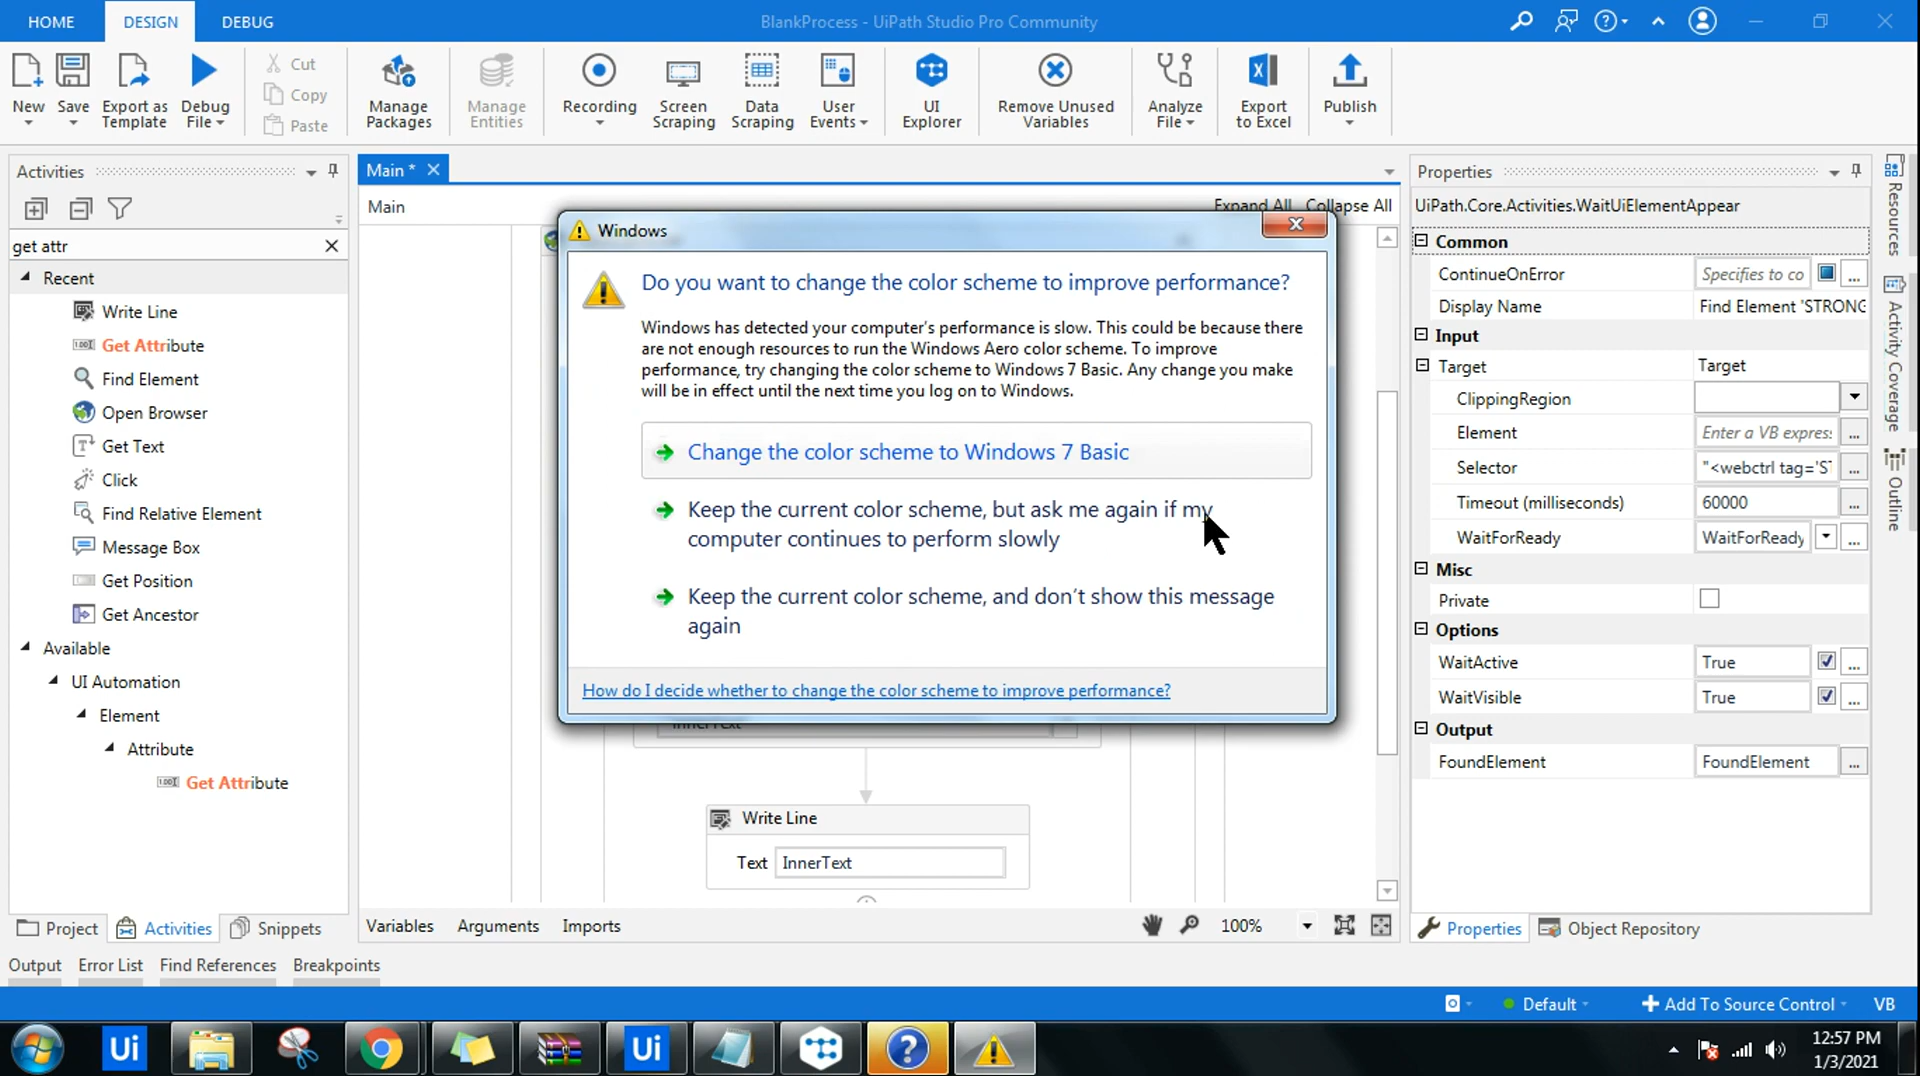 HOME DESIGN DEBUG BlankProcess - UiPath Studio Pro Community
New Save Export as Template Debug File Cut Copy Paste Manage Packages Manage Entities Recording Screen Scraping Data Scraping User Events UI Explorer Remove Unused Variables Analyze File Export to Excel Publish
Activities
get attr
Recent
Write Line
Get Attribute
Find Element
Open Browser
Get Text
Click
Find Relative Element
Message Box
Get Position
Get Ancestor
Available
UI Automation
Element
Attribute
Get Attribute
Project Activities Snippets
Main *
Main Expand All Collapse All
Windows
Do you want to change the color scheme to improve performance?
Windows has detected your computer's performance is slow. This could be because there
are not enough resources to run the Windows Aero color scheme. To improve
performance, try changing the color scheme to Windows 7 Basic. Any change you make
will be in effect until the next time you log on to Windows.
Change the color scheme to Windows 7 Basic
Keep the current color scheme, but ask me again if my
computer continues to perform slowly
Keep the current color scheme, and don't show this message
again
How do I decide whether to change the color scheme to improve performance?
InnerText
Write Line
Text InnerText
Variables Arguments Imports 100%
Properties
UiPath.Core.Activities.WaitUiElementAppear
Common
ContinueOnError Specifies to co ...
Display Name Find Element 'STRONG
Input
Target Target
ClippingRegion
Element Enter a VB express: ...
Selector "<webctrl tag='ST ...
Timeout (milliseconds) 60000 ...
WaitForReady WaitForReady ...
Misc
Private
Options
WaitActive True ...
WaitVisible True ...
Output
FoundElement FoundElement ...
Properties Object Repository
Resources
Activity Coverage
Outline
Output Error List Find References Breakpoints
Default Add To Source Control VB
Ui Ui
12:57 PM
1/3/2021